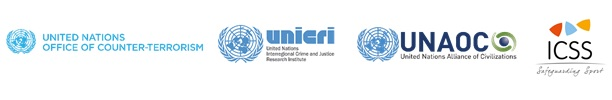 UNITED NATIONS
OFFICE OF COUNTER-TERRORISM
unicri
United Nations
Interregional Crime and Justice
Research Institute
UNAOC
United Nations Alliance of Civilizations
ICSS
Safeguarding Sport